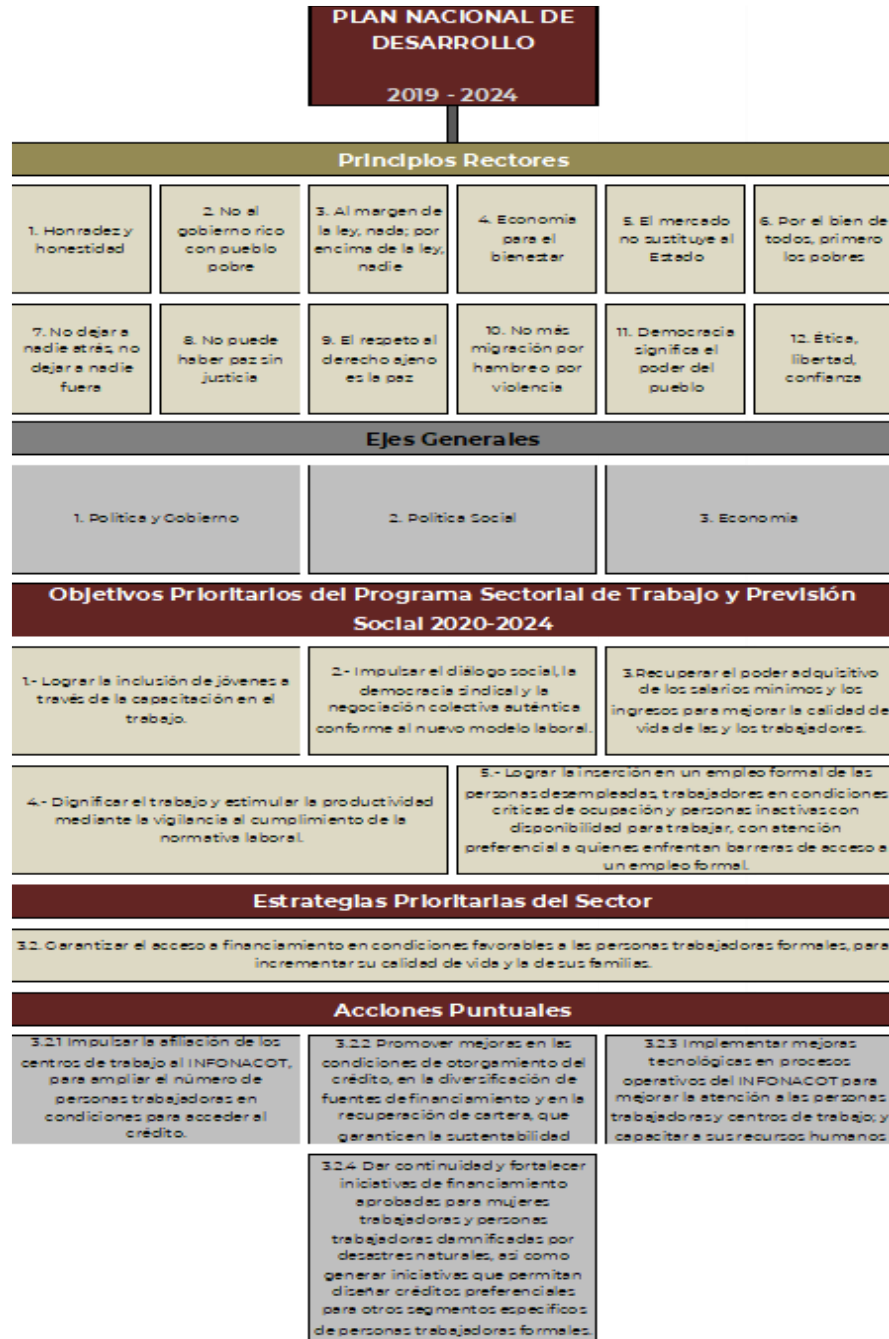 PLAN NACIONAL DE
DESARROLLO
2019 - 2024
Principios Rectores
1. Honradez y
honestidad
2. No al
gobierno rico
con pueblo
pobre
3. Al margen de
la ley, nada; por
encima de la ley,
nadie
4. Economía
para el
bienestar
5. El mercado
no sustituye al
Estado
6. Por el bien de
todos, primero
los pobres
7. No dejar a
nadie atrás, no
dejar a nadie
fuera
8. No puede
haber paz sin
justicia
9. El respeto al
derecho ajeno
es la paz
10. No más
migración por
hambre o por
violencia
11. Democracia
significa el
poder del
pueblo
12. Ética,
libertad,
confianza
Ejes Generales
1. Política y Gobierno
2. Política Social
3. Economía
Objetivos Prioritarios del Programa Sectorial de Trabajo y Previsión
Social 2020-2024
1.- Lograr la inclusión de jóvenes a
través de la capacitación en el
trabajo.
2.- Impulsar el diálogo social, la
democracia sindical y la
negociación colectiva auténtica
conforme al nuevo modelo laboral.
3.Recuperar el poder adquisitivo
de los salarios mínimos y los
ingresos para mejorar la calidad de
vida de las y los trabajadores.
4.- Dignificar el trabajo y estimular la productividad
mediante la vigilancia al cumplimiento de la
normativa laboral.
5.- Lograr la inserción en un empleo formal de las
personas desempleadas, trabajadores en condiciones
críticas de ocupación y personas inactivas con
disponibilidad para trabajar, con atención
preferencial a quienes enfrentan barreras de acceso a
un empleo formal.
Estrategias Prioritarias del Sector
3.2. Garantizar el acceso a financiamiento en condiciones favorables a las personas trabajadoras formales, para
incrementar su calidad de vida y la de sus familias.
Acciones Puntuales
3.2.1 Impulsar la afiliación de los
centros de trabajo al INFONACOT,
para ampliar el número de
personas trabajadoras en
condiciones para acceder al
crédito.
3.2.2 Promover mejoras en las
condiciones de otorgamiento del
crédito, en la diversificación de
fuentes de financiamiento y en la
recuperación de cartera, que
garanticen la sustentabilidad
3.2.3 Implementar mejoras
tecnológicas en procesos
operativos del INFONACOT para
mejorar la atención a las personas
trabajadoras y centros de trabajo; y
capacitar a sus recursos humanos
3.2.4 Dar continuidad y fortalecer
iniciativas de financiamiento
aprobadas para mujeres
trabajadoras y personas
trabajadoras damnificadas por
desastres naturales, así como
generar iniciativas que permitan
diseñar créditos preferenciales
para otros segmentos específicos
de personas trabajadoras formales.